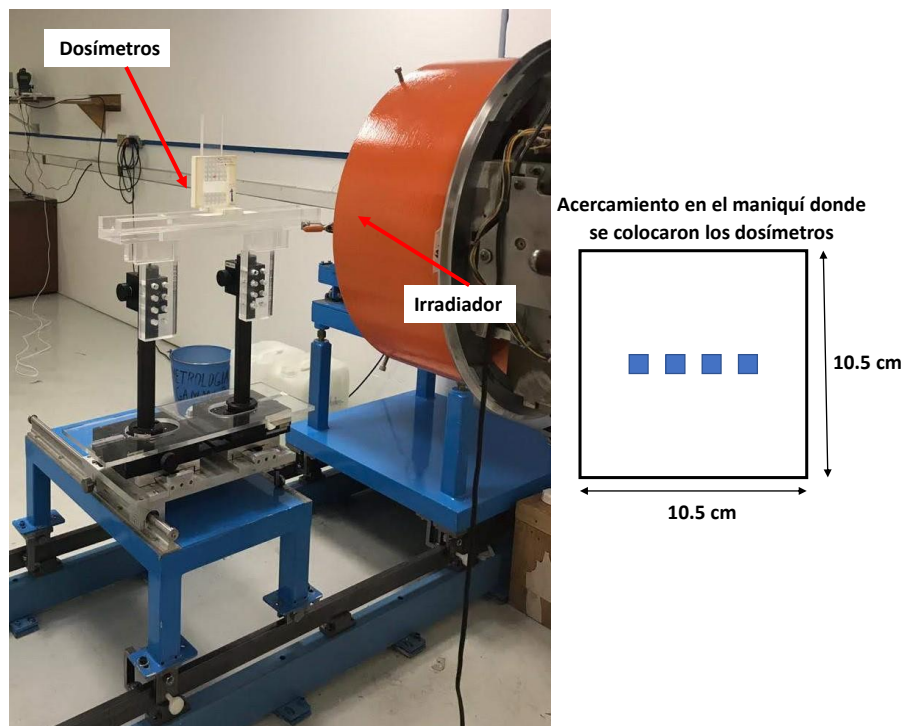 Dosímetros
Irradiador
Acercamiento en el maniquí donde
se colocaron los dosímetros
10.5 cm
10.5 cm